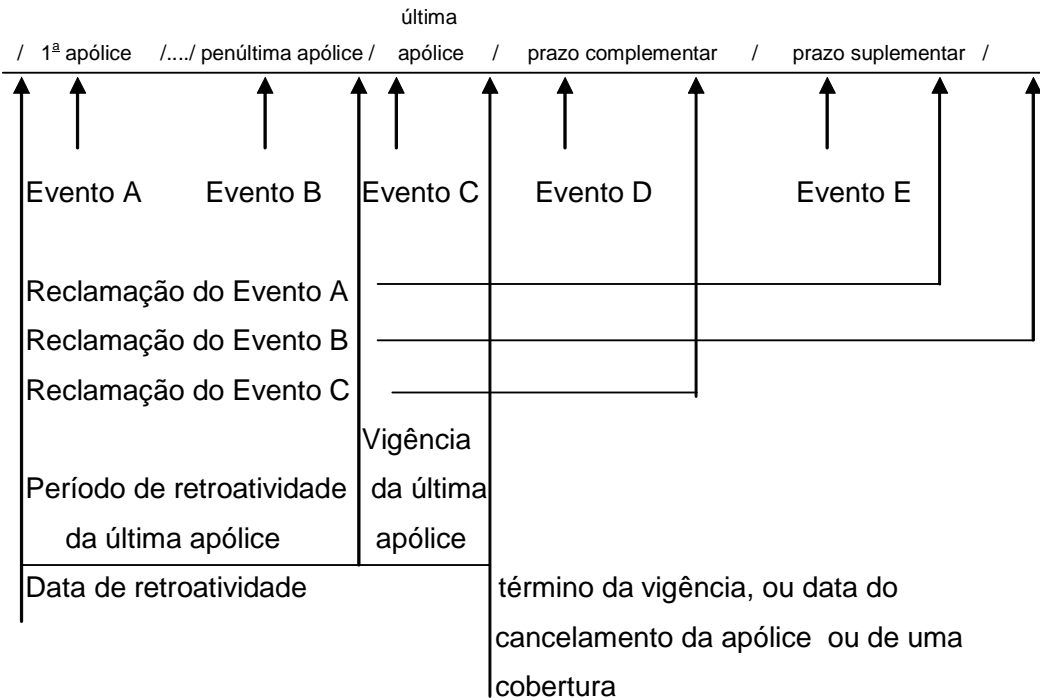 última
/ 1ª apólice /..../ penúltima apólice / apólice / prazo complementar / prazo suplementar /
Evento A Evento B Evento C Evento D Evento E
Reclamação do Evento A
Reclamação do Evento B
Reclamação do Evento C
Vigência
Período de retroatividade da última
da última apólice apólice
Data de retroatividade término da vigência, ou data do
cancelamento da apólice ou de uma
cobertura